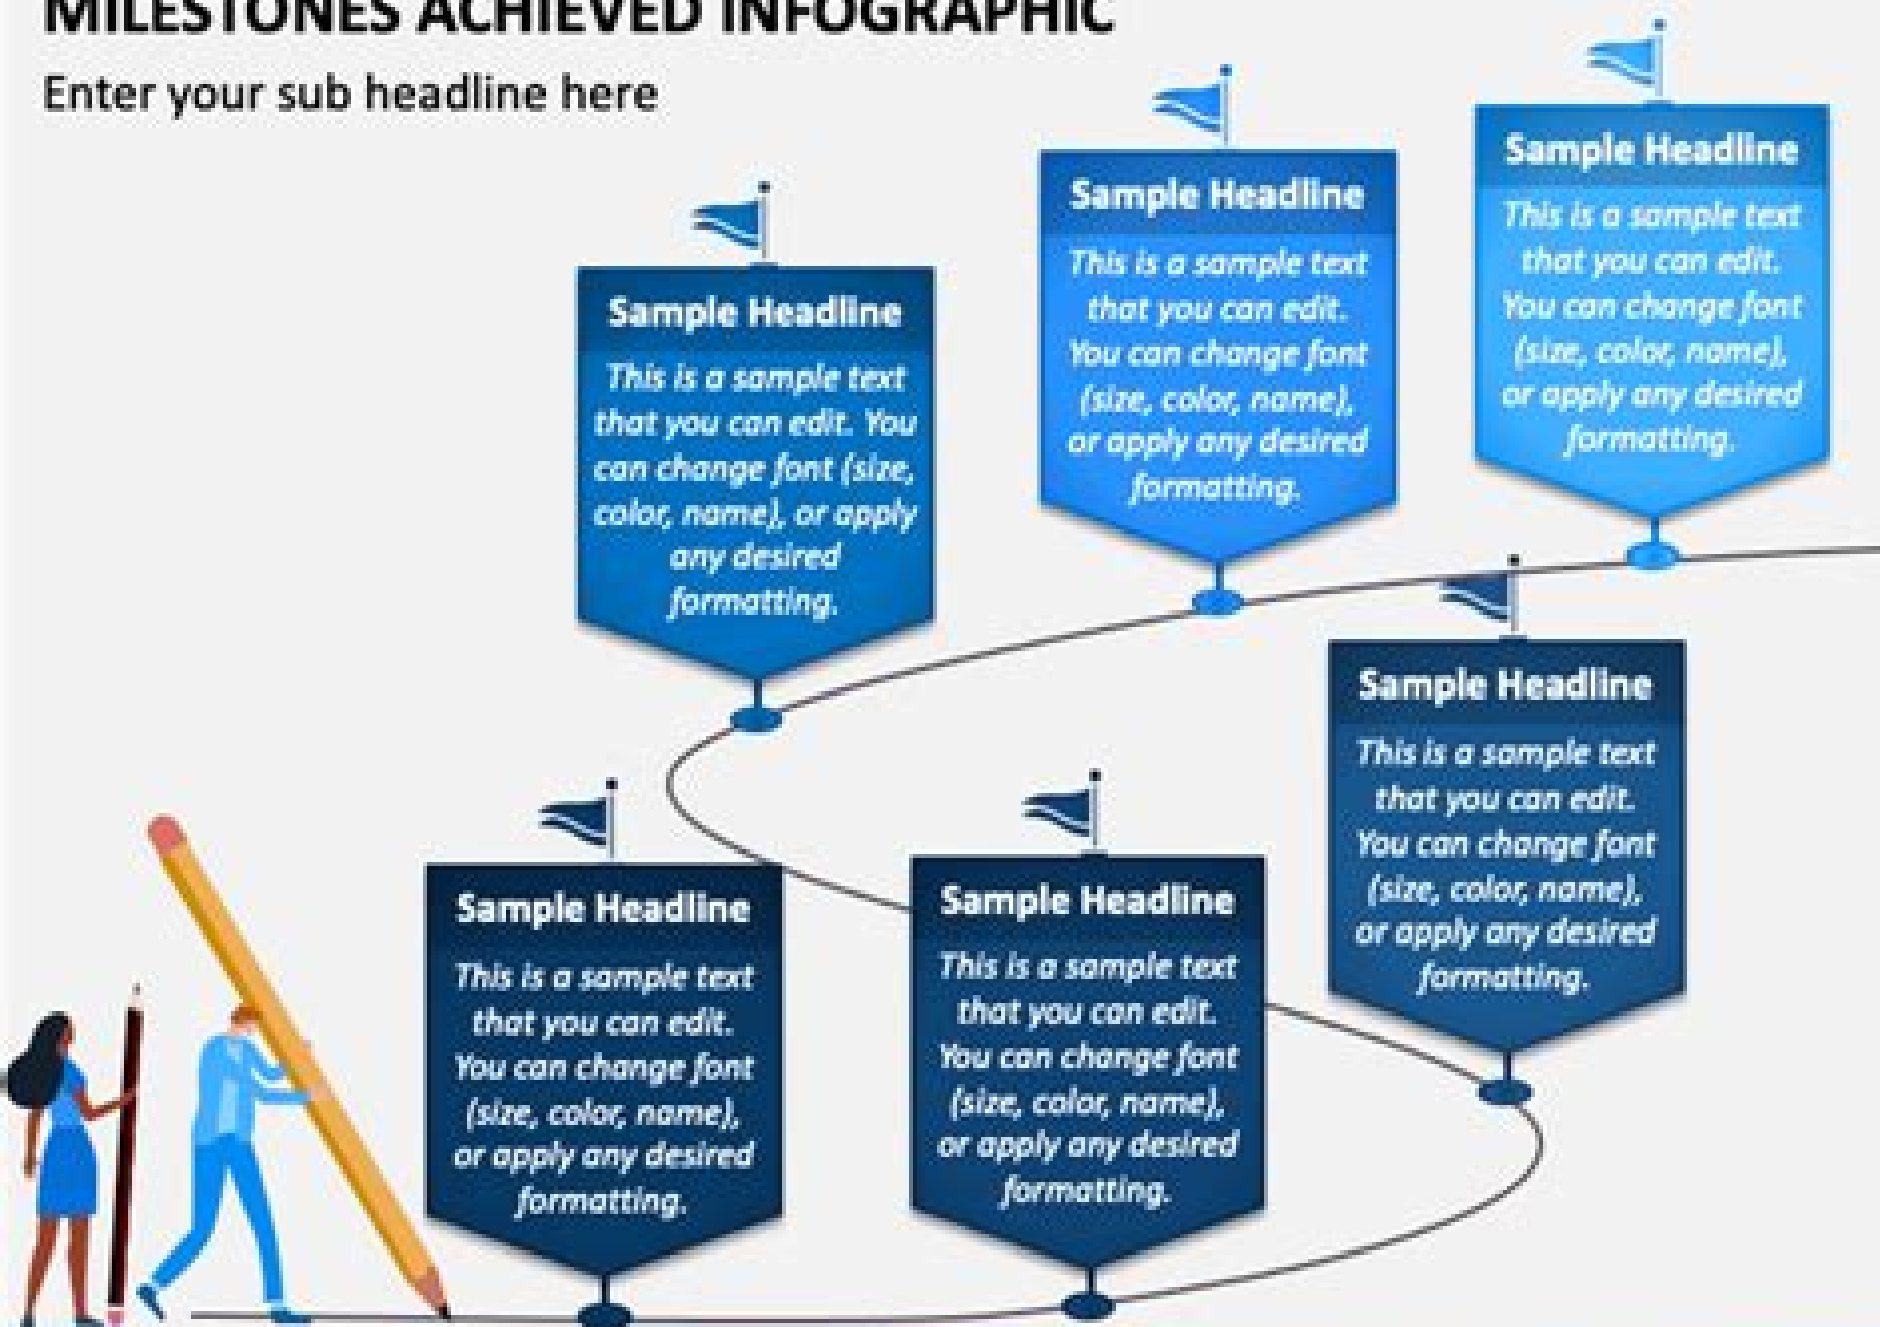 MILESTONES ACHIEVED INFOGRAPHIC
Enter your sub headline here
Sample Headline
This is a sample text
that you can edit. You
can change font (size,
color, name), or apply
any desired
formatting.
Sample Headline
This is a sample text
that you can edit.
You can change font
(size, color, name),
or apply any desired
formatting.
Sample Headline
This is a sample text
that you can edit.
You can change font
(size, color, name),
or apply any desired
formatting.
Sample Headline
This is a sample text
that you can edit.
You can change font
(size, color, name),
or apply any desired
formatting.
Sample Headline
This is a sample text
that you can edit.
You can change font
(size, color, name),
or apply any desired
formatting.
Sample Headline
This is a sample text
that you can edit.
You can change font
(size, color, name),
or apply any desired
formatting.